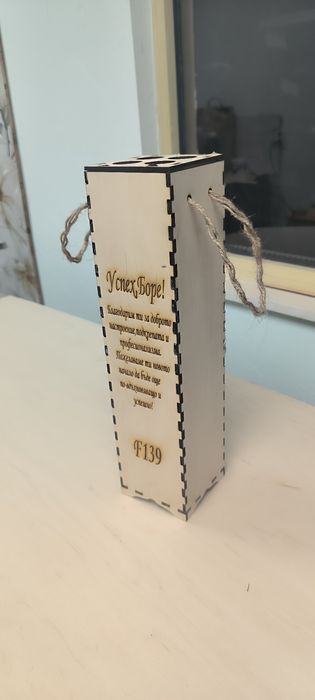 Успех, Боре!
Благодарим ти за доброто
настроение, подкрепата и
професионализма.
Пожелаваме ти новото
начало да бъде още
по-вдъхновяващо и
успешно!
F139